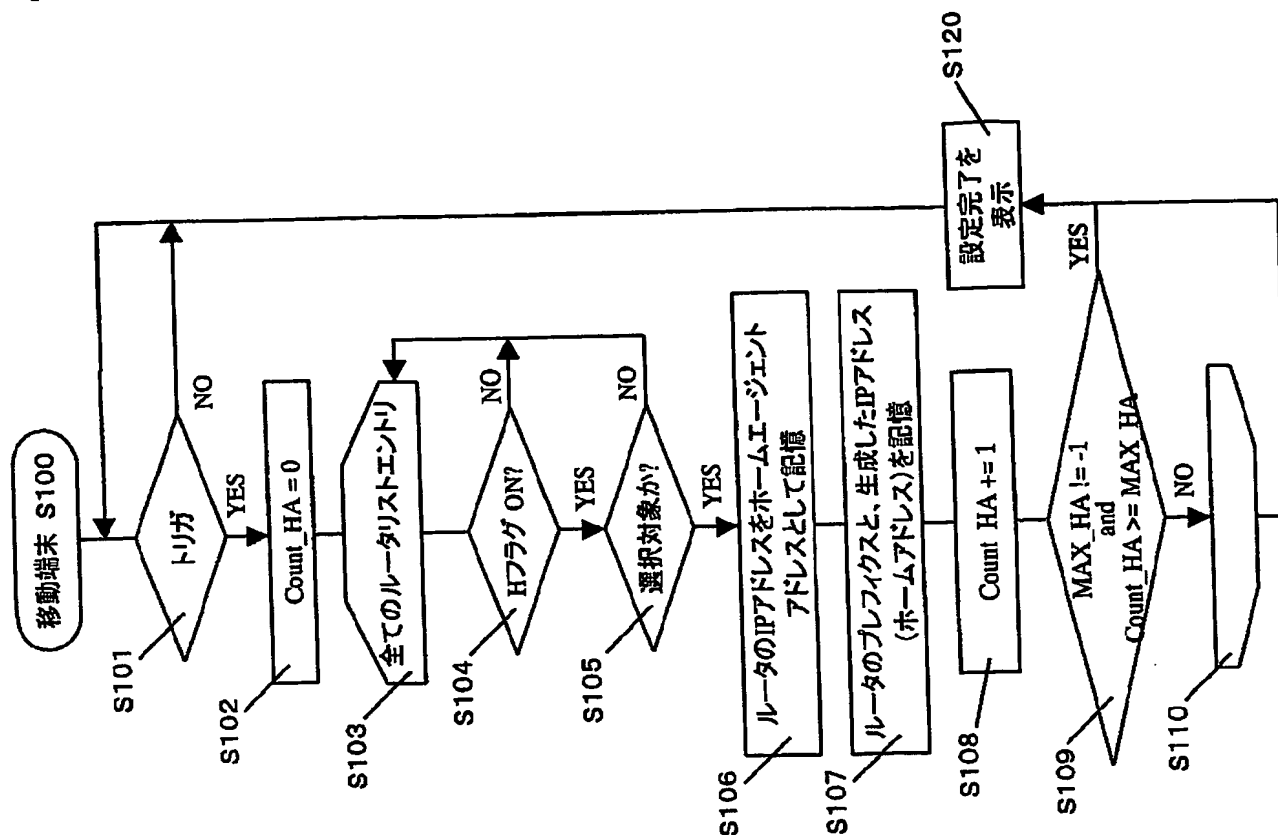 移動端末 S100
トリガ
S101
NO
YES
Count_HA = 0
S102
全てのルータリストエントリ
S103
Hフラグ ON?
S104
NO
YES
選択対象か?
S105
NO
YES
ルータのIPアドレスをホームエージェント
アドレスとして記憶
S106
ルータのプレフィクスと、生成したIPアドレス
(ホームアドレス)を記憶
S107
Count HA += 1
S108
MAX_HA != -1
and
Count_HA >= MAX_HA
S109
YES
NO
S110
設定完了を
表示
S120